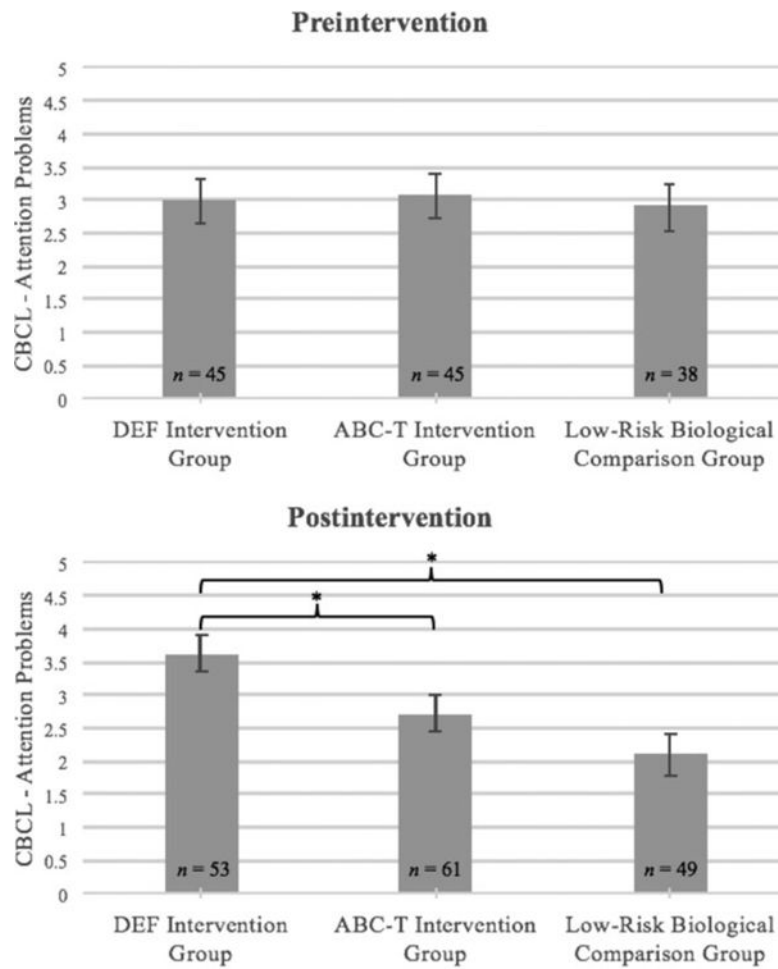 Preintervention
CBCL - Attention Problems
5
4.5
4
3.5
3
2.5
2
1.5
1
0.5
0
n = 45
n = 45
n = 38
DEF Intervention
Group
ABC-T Intervention
Group
Low-Risk Biological
Comparison Group
Postintervention
CBCL - Attention Problems
5
4.5
4
3.5
3
2.5
2
1.5
1
0.5
0
*
*
n = 53
n = 61
n = 49
DEF Intervention
Group
ABC-T Intervention
Group
Low-Risk Biological
Comparison Group